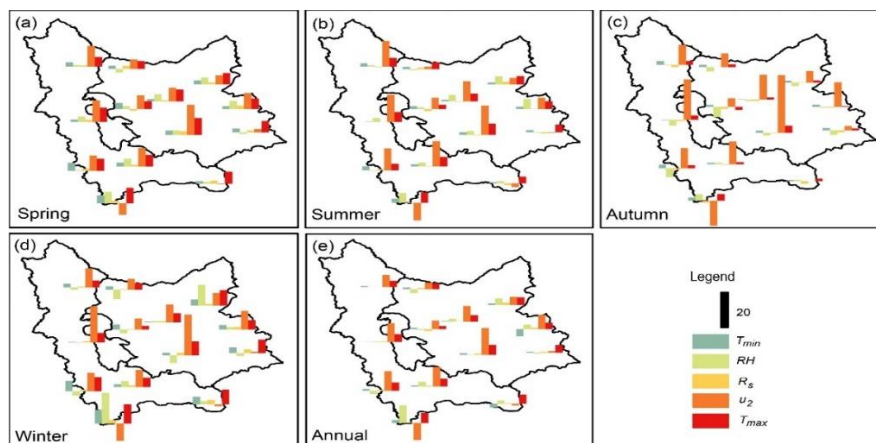 (a)
Spring
(b)
Summer
(c)
Autumn
(d)
Winter
(e)
Annual
Legend
20
Tmin
RH
Rs
u2
Tmax